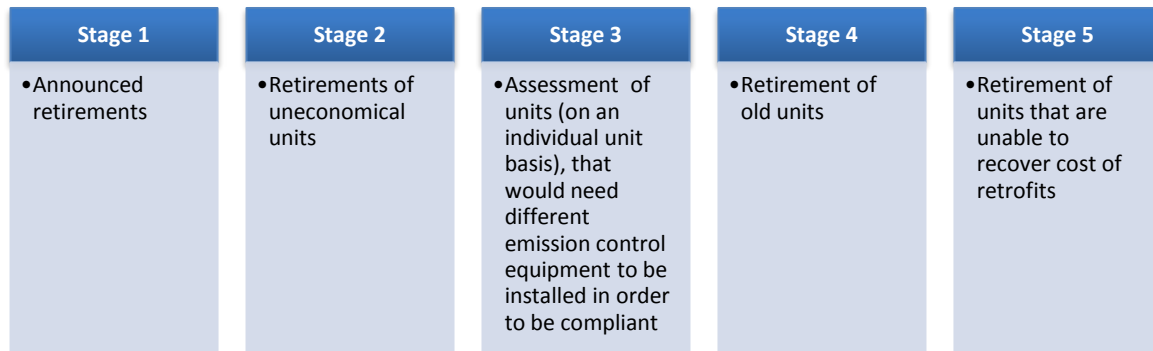 Stage 1
•Announced
retirements
Stage 2
•Retirements of
uneconomical
units
Stage 3
•Assessment of
units (on an
individual unit
basis), that
would need
different
emission control
equipment to be
installed in order
to be compliant
Stage 4
•Retirement of
old units
Stage 5
•Retirement of
units that are
unable to
recover cost of
retrofits